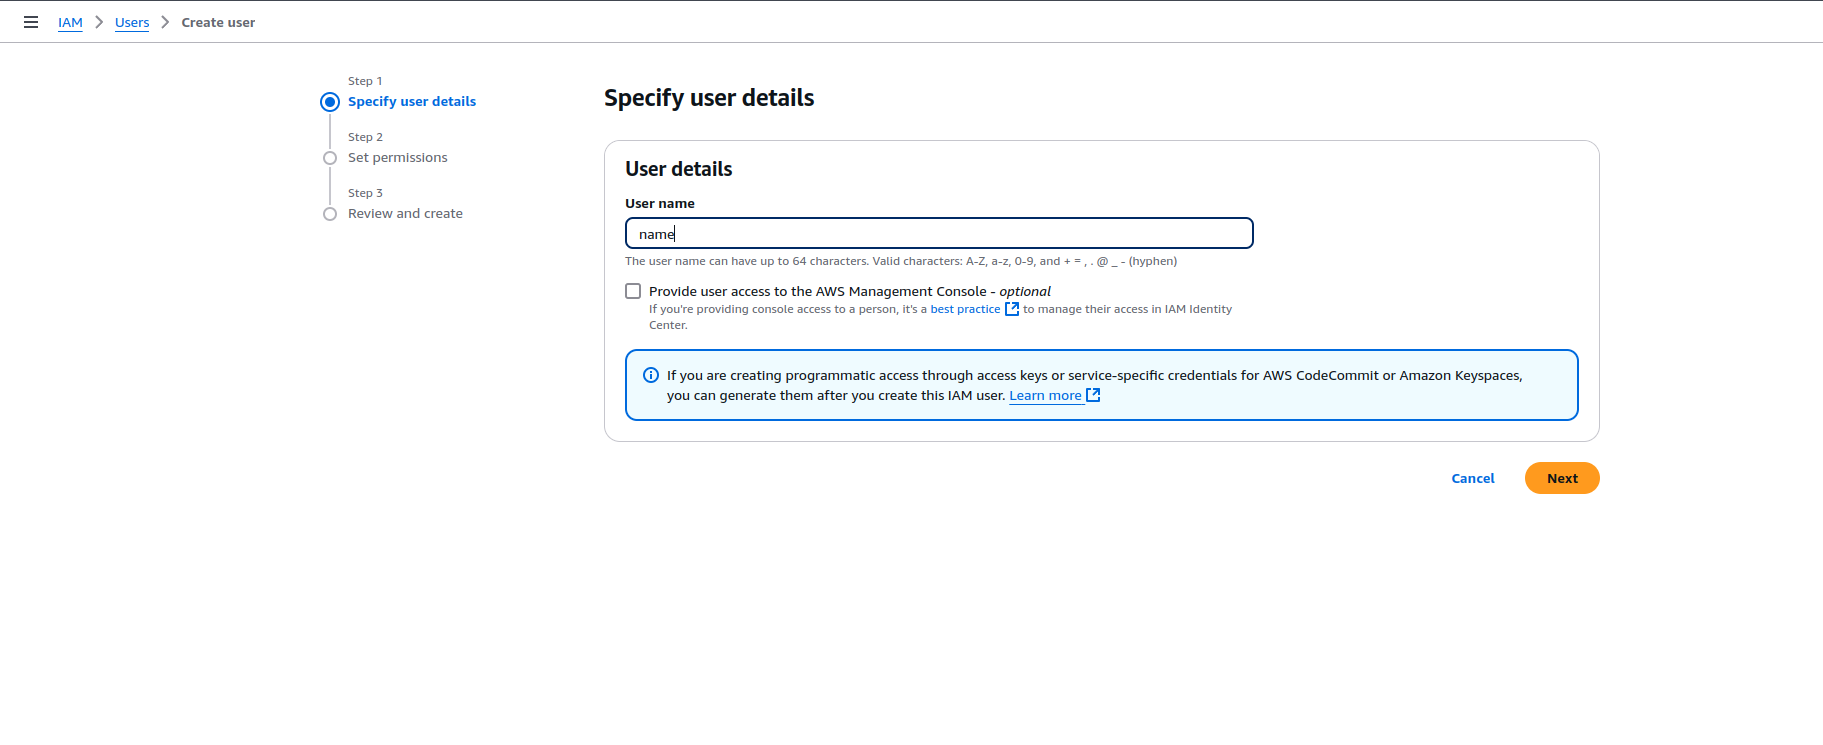 IAM > Users > Create user
Step 1
Specify user details
Step 2
Set permissions
Step 3
Review and create
Specify user details
User details
User name
name
The user name can have up to 64 characters. Valid characters: A-Z, a-z, 0-9, and + = , . @ _ - (hyphen)
Provide user access to the AWS Management Console - optional
If you're providing console access to a person, it's a best practice to manage their access in IAM Identity
Center.
If you are creating programmatic access through access keys or service-specific credentials for AWS CodeCommit or Amazon Keyspaces,
you can generate them after you create this IAM user. Learn more
Cancel Next